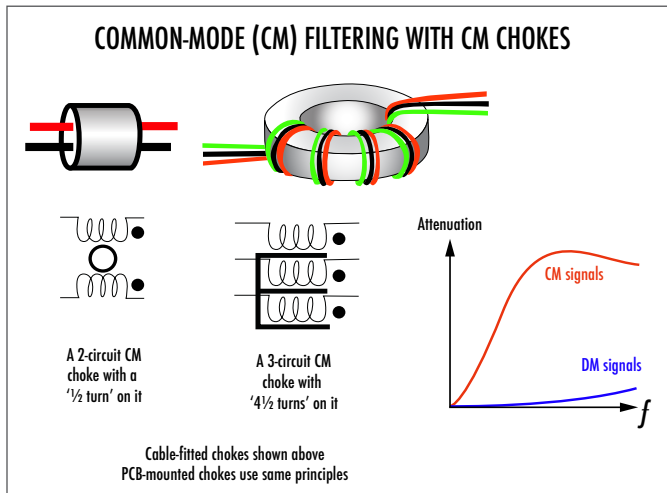 COMMON-MODE (CM) FILTERING WITH CM CHOKES
Attenuation
CM signals
DM signals
f
A 2-circuit CM
choke with a
‘½ turn’ on it
A 3-circuit CM
choke with
‘4½ turns’ on it
Cable-fitted chokes shown above
PCB-mounted chokes use same principles